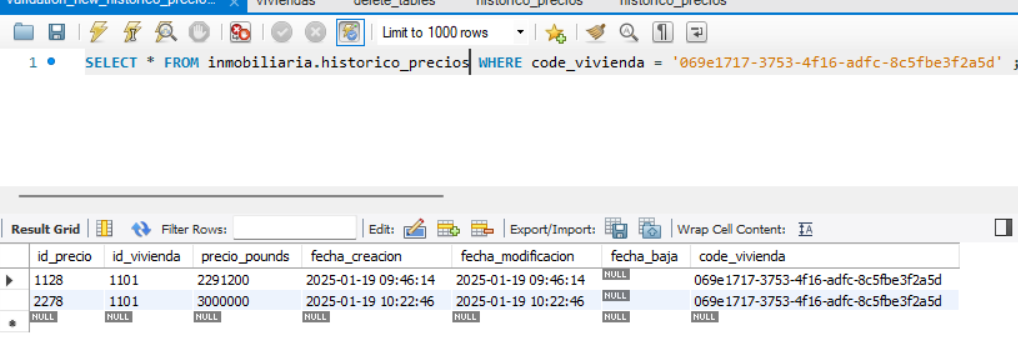 validation_new_historico_precio... x viviendas delete_tables historico_precios historico_precios
Limit to 1000 rows
1 SELECT * FROM inmobiliaria.historico_precios WHERE code_vivienda = '069e1717-3753-4f16-adfc-8c5fbe3f2a5d' ;
Result Grid Filter Rows: Edit: Export/Import: Wrap Cell Content: IA
id_precio id_vivienda precio_pounds fecha_creacion fecha_modificacion fecha_baja code_vivienda
1128 1101 2291200 2025-01-19 09:46:14 2025-01-19 09:46:14 NULL 069e1717-3753-4f16-adfc-8c5fbe3f2a5d
2278 1101 3000000 2025-01-19 10:22:46 2025-01-19 10:22:46 NULL 069e1717-3753-4f16-adfc-8c5fbe3f2a5d
NULL NULL NULL NULL NULL NULL NULL